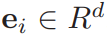 𝐞ᵢ ∈ Rᵈ